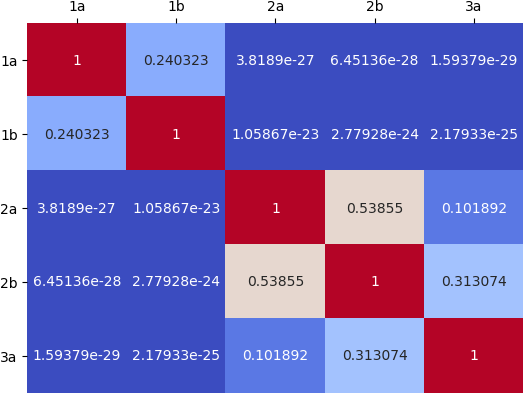 1a 1b 2a 2b 3a
1a 1 0.240323 3.8189e-27 6.45136e-28 1.59379e-29
1b 0.240323 1 1.05867e-23 2.77928e-24 2.17933e-25
2a 3.8189e-27 1.05867e-23 1 0.53855 0.101892
2b 6.45136e-28 2.77928e-24 0.53855 1 0.313074
3a 1.59379e-29 2.17933e-25 0.101892 0.313074 1